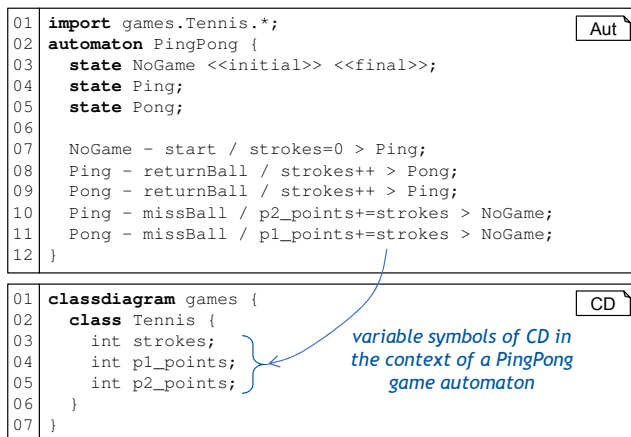 01 import games.Tennis.*;
Aut
02 automaton PingPong {
03 state NoGame <<initial>> <<final>>;
04 state Ping;
05 state Pong;
06
07 NoGame – start / strokes=0 > Ping;
08 Ping – returnBall / strokes++ > Pong;
09 Pong – returnBall / strokes++ > Ping;
10 Ping – missBall / p2_points+=strokes > NoGame;
11 Pong – missBall / p1_points+=strokes > NoGame;
12 }
01 classdiagram games {
CD
02 class Tennis {
03 int strokes;
04 int p1_points;
05 int p2_points;
06 }
07 }
variable symbols of CD in
the context of a PingPong
game automaton